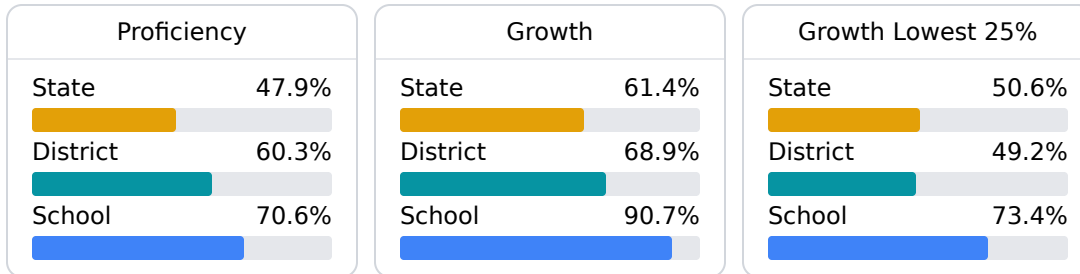 Proficiency
State 47.9%
District 60.3%
School 70.6%
Growth
State 61.4%
District 68.9%
School 90.7%
Growth Lowest 25%
State 50.6%
District 49.2%
School 73.4%